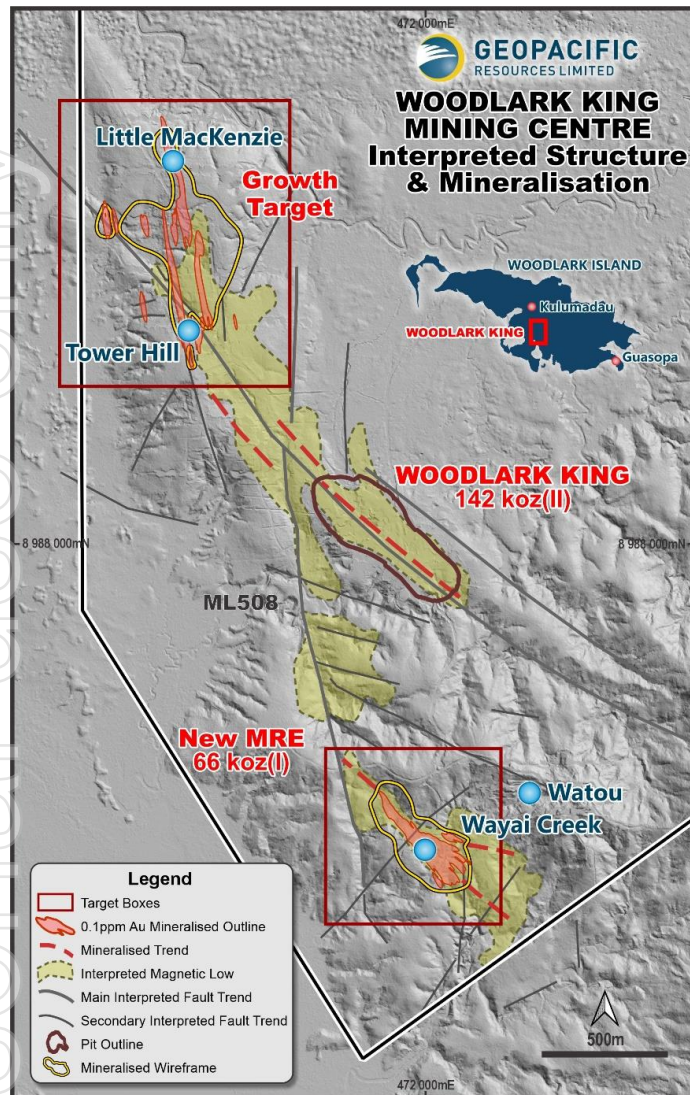 472 000mE
GEOPACIFIC
RESOURCES LIMITED
WOODLARK KING
MINING CENTRE
Interpreted Structure
& Mineralisation
Little MacKenzie
Growth
Target
WOODLARK ISLAND
Kulumadau
WOODLARK KING
Guasopa
Tower Hill
WOODLARK KING
142 koz(II)
8 988 000mN
8 988 000mN
ML508
New MRE
66 koz(I)
Watou
Wayai Creek
Legend
Target Boxes
0.1ppm Au Mineralised Outline
Mineralised Trend
Interpreted Magnetic Low
Main Interpreted Fault Trend
Secondary Interpreted Fault Trend
Pit Outline
Mineralised Wireframe
500m
472 000mE